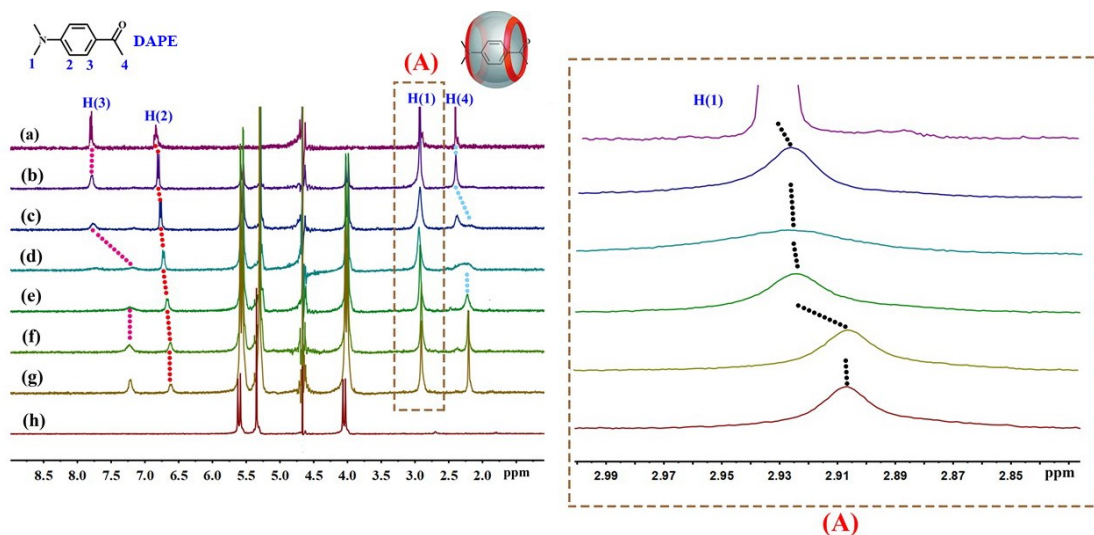 N
O
DAPE
1 2 3 4
O
(A)
H(3) H(2) H(1) H(4)
(a)
(b)
(c)
(d)
(e)
(f)
(g)
(h)
8.5 8.0 7.5 7.0 6.5 6.0 5.5 5.0 4.5 4.0 3.5 3.0 2.5 2.0 ppm
H(1)
2.99 2.97 2.95 2.93 2.91 2.89 2.87 2.85 ppm
(A)